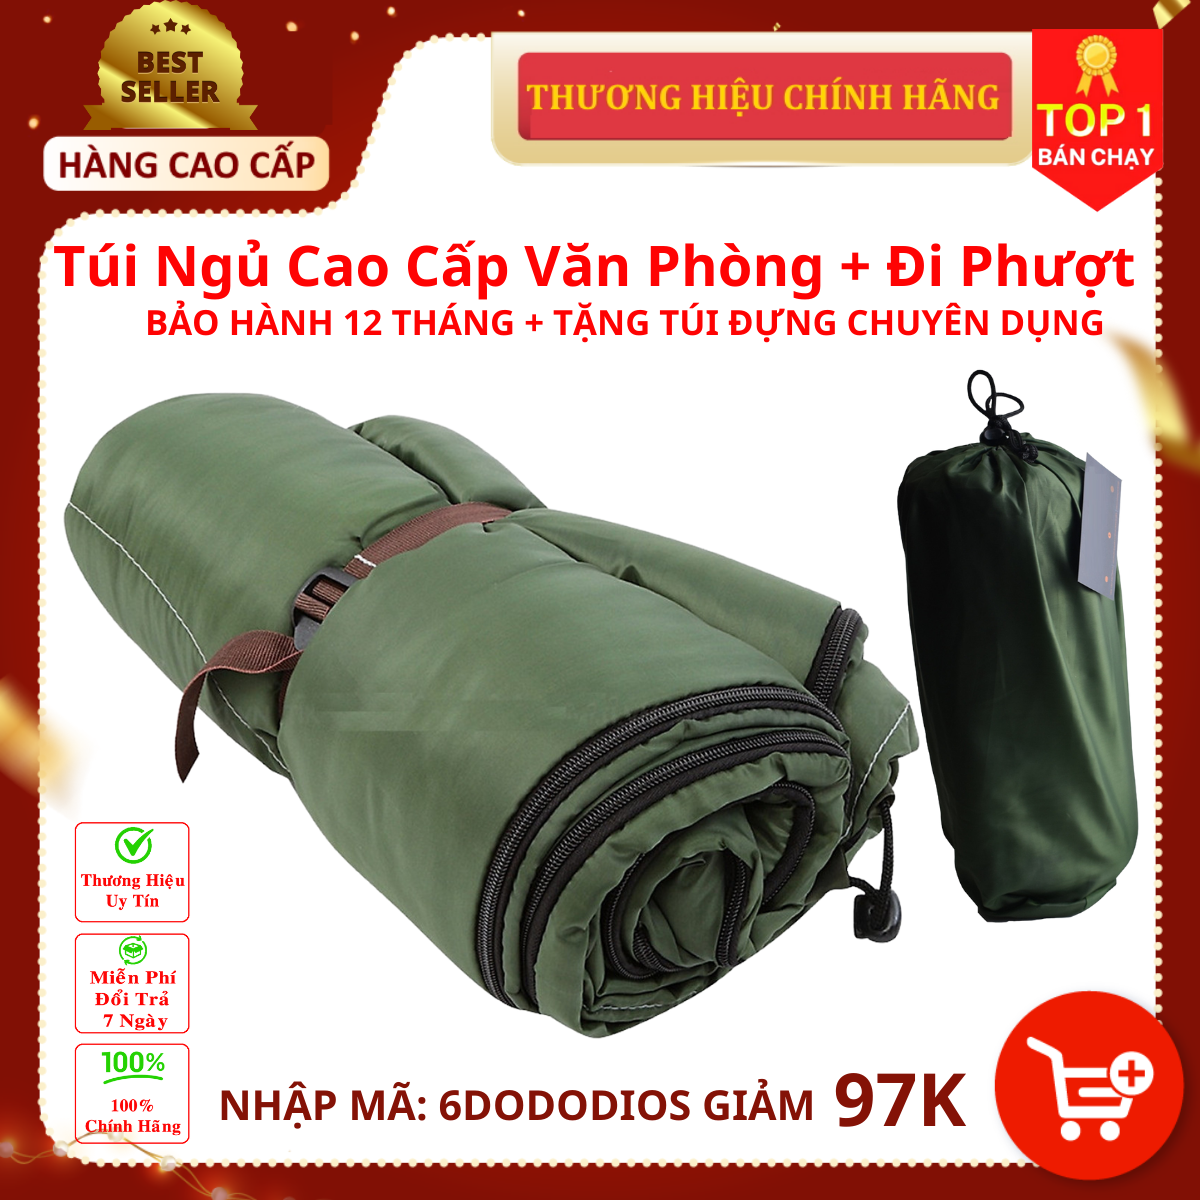 BEST
SELLER
HÀNG CAO CẤP
THƯƠNG HIỆU CHÍNH HÃNG
TOP 1
BÁN CHẠY
Túi Ngủ Cao Cấp Văn Phòng + Đi Phượt
BẢO HÀNH 12 THÁNG + TẶNG TÚI ĐỰNG CHUYÊN DỤNG
Thương Hiệu
Uy Tín
Miễn Phí
Đổi Trả
7 Ngày
100%
100%
Chính Hãng
NHẬP MÃ: 6DODODIOS GIẢM 97K